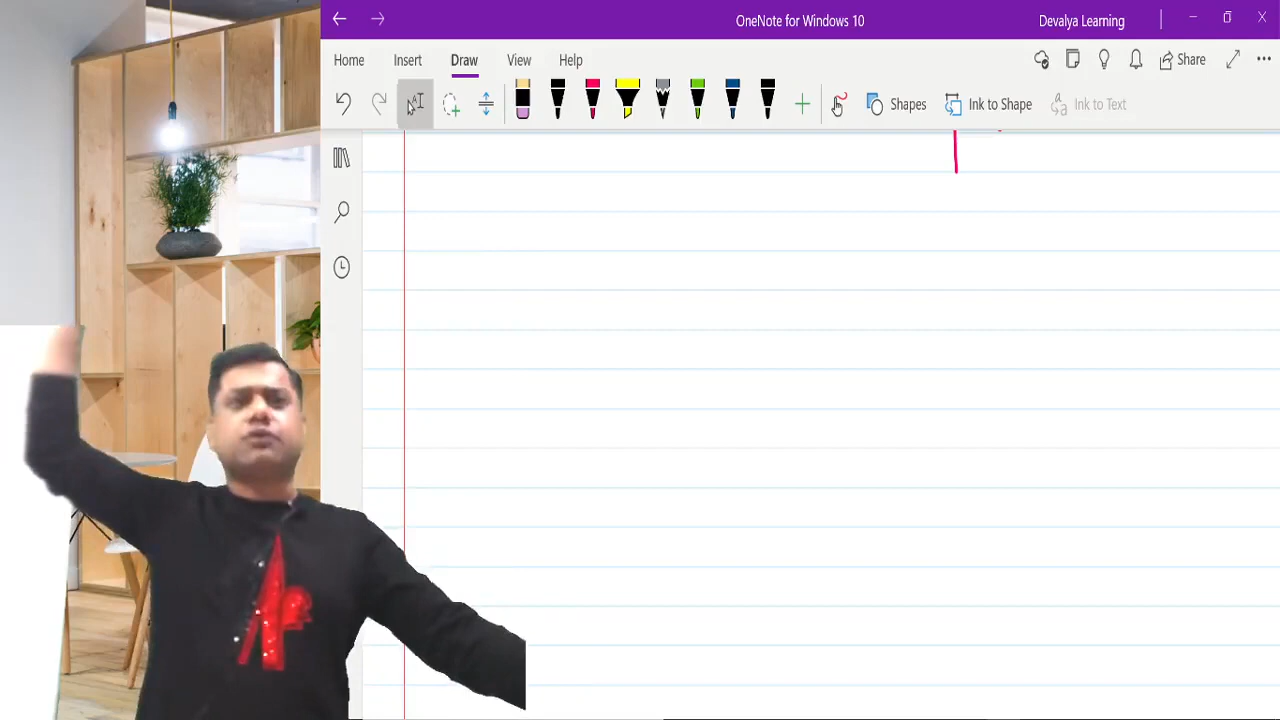 OneNote for Windows 10
Devalya Learning
Home
Insert
Draw
View
Help
Share
Shapes
Ink to Shape
Ink to Text